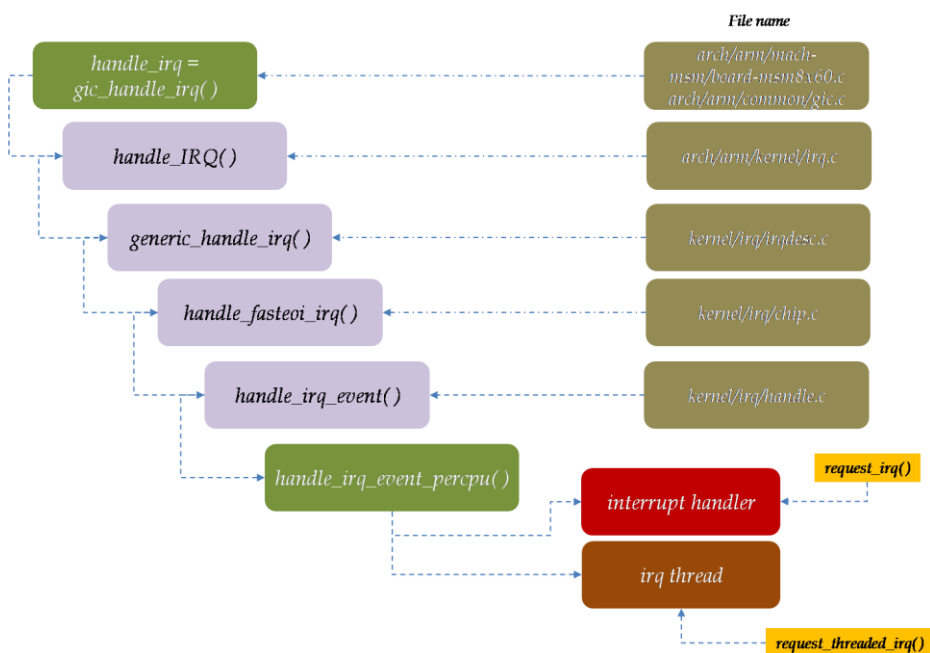 File name
handle_irq =
gic_handle_irq( )
arch/arm/mach-
msm/board-msm8x60.c
arch/arm/common/gic.c
handle_IRQ( )
arch/arm/kernel/irq.c
generic_handle_irq( )
kernel/irq/irqdesc.c
handle_fasteoi_irq( )
kernel/irq/chip.c
handle_irq_event( )
kernel/irq/handle.c
handle_irq_event_percpu( )
request_irq( )
interrupt handler
irq thread
request_threaded_irq( )